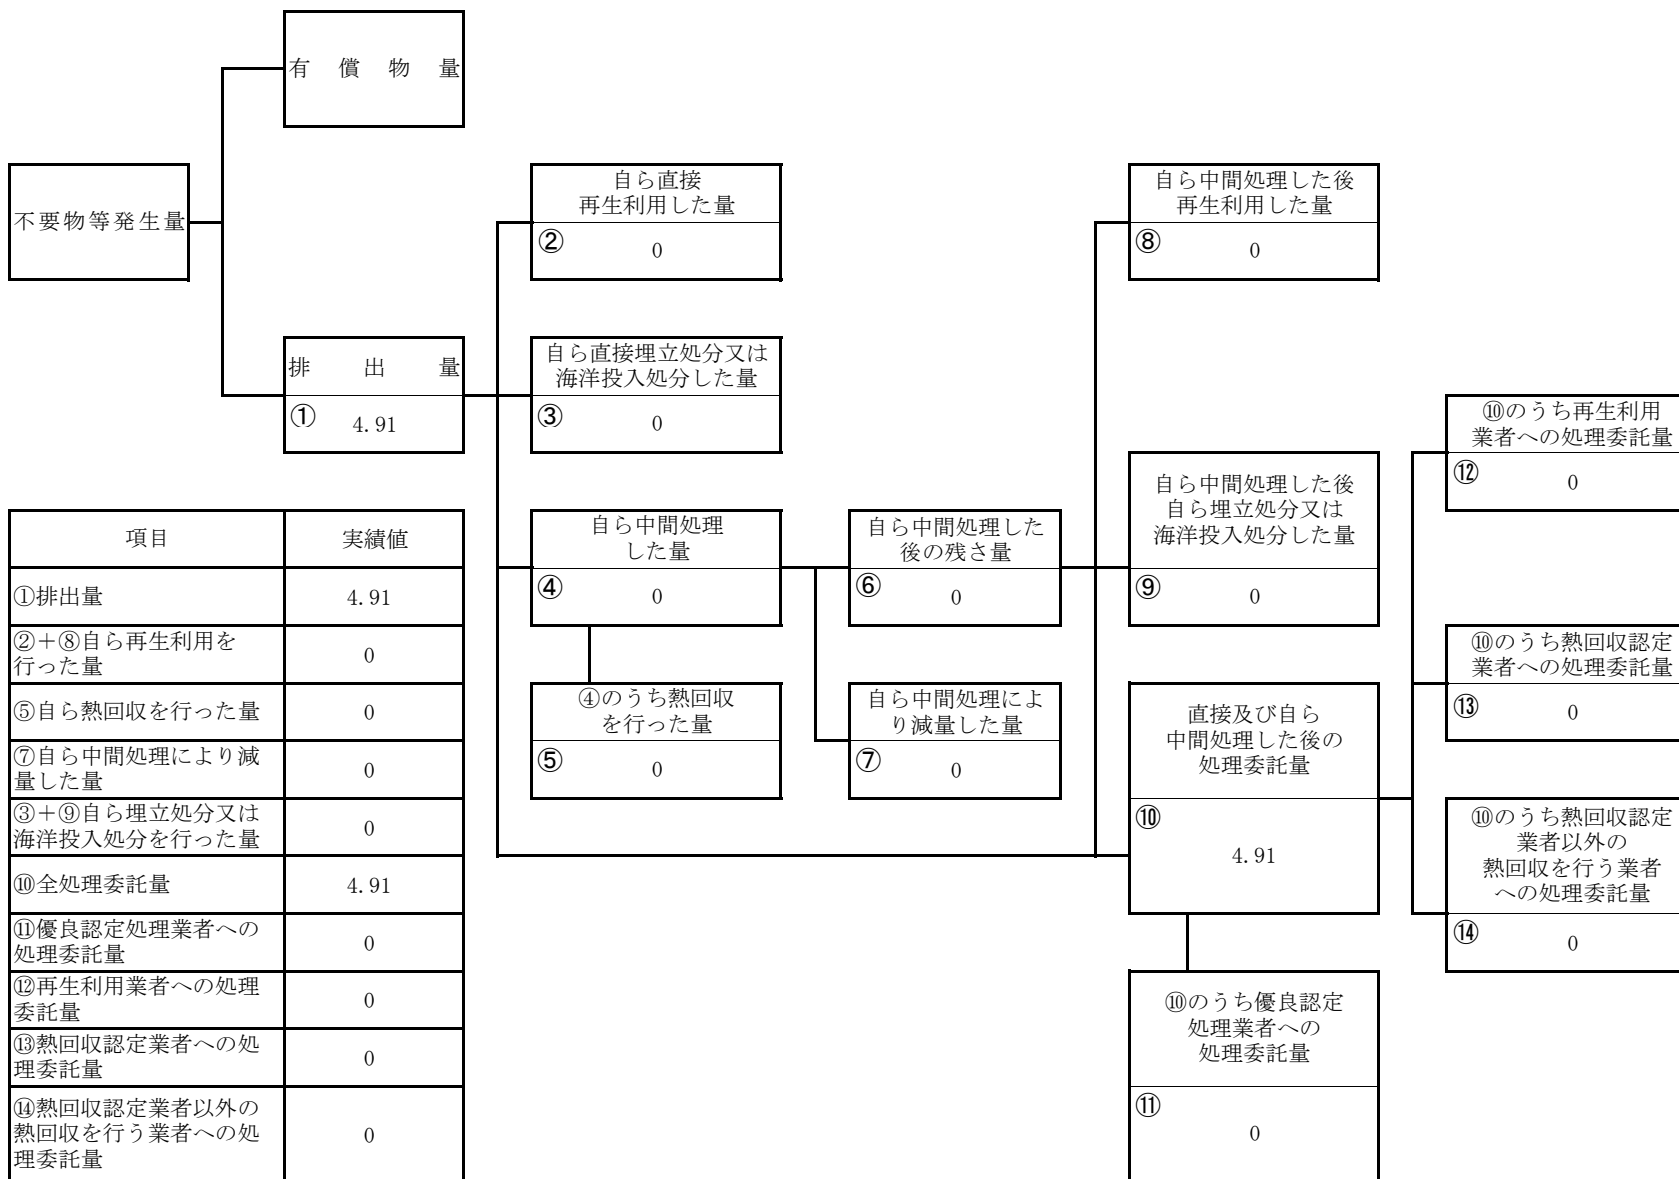 有償物量
不要物等発生量
自ら直接
再生利用した量
② 0
自ら中間処理した後
再生利用した量
⑧ 0
排出量
① 4.91
自ら直接埋立処分又は
海洋投入処分した量
③ 0
⑩のうち再生利用
業者への処理委託量
⑫ 0
自ら中間処理した後
自ら埋立処分又は
海洋投入処分した量
⑨ 0
自ら中間処理
した量
④ 0
自ら中間処理した
後の残さ量
⑥ 0
④のうち熱回収
を行った量
⑤ 0
自ら中間処理によ
り減量した量
⑦ 0
直接及び自ら
中間処理した後の
処理委託量
⑩
4.91
⑩のうち熱回収認定
業者への処理委託量
⑬ 0
⑩のうち熱回収認定
業者以外の
熱回収を行う業者
への処理委託量
⑭ 0
⑩のうち優良認定
処理業者への
処理委託量
⑪
0
項目 実績値
①排出量 4.91
②＋⑧自ら再生利用を
行った量 0
⑤自ら熱回収を行った量 0
⑦自ら中間処理により減
量した量 0
③＋⑨自ら埋立処分又は
海洋投入処分を行った量 0
⑩全処理委託量 4.91
⑪優良認定処理業者への
処理委託量 0
⑫再生利用業者への処理
委託量 0
⑬熱回収認定業者への処
理委託量 0
⑭熱回収認定業者以外の
熱回収を行う業者への処 0
理委託量